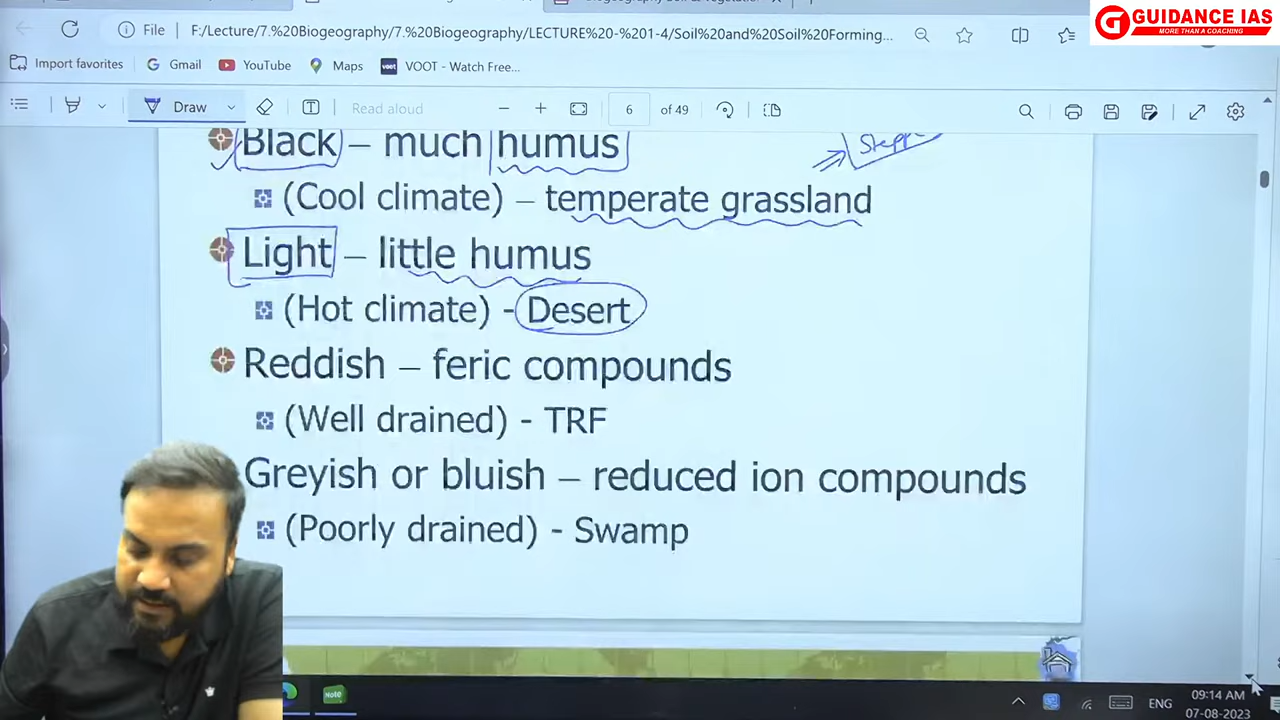 GUIDANCE IAS
MORE THAN A COACHING
File
F:/Lecture/7.%20Biogeography/7.%20Biogeography/LECTURE%20-%201-4/Soil%20and%20Soil%20Forming...
Import favorites
Gmail
YouTube
Maps
voot
VOOT - Watch Free...
Draw
Read aloud
6
of 49
Black – much humus
Stepp
(Cool climate) – temperate grassland
Light – little humus
(Hot climate) - Desert
Reddish – feric compounds
(Well drained) - TRF
Greyish or bluish – reduced ion compounds
(Poorly drained) - Swamp
Note
ENG
09:14 AM
07-08-2023